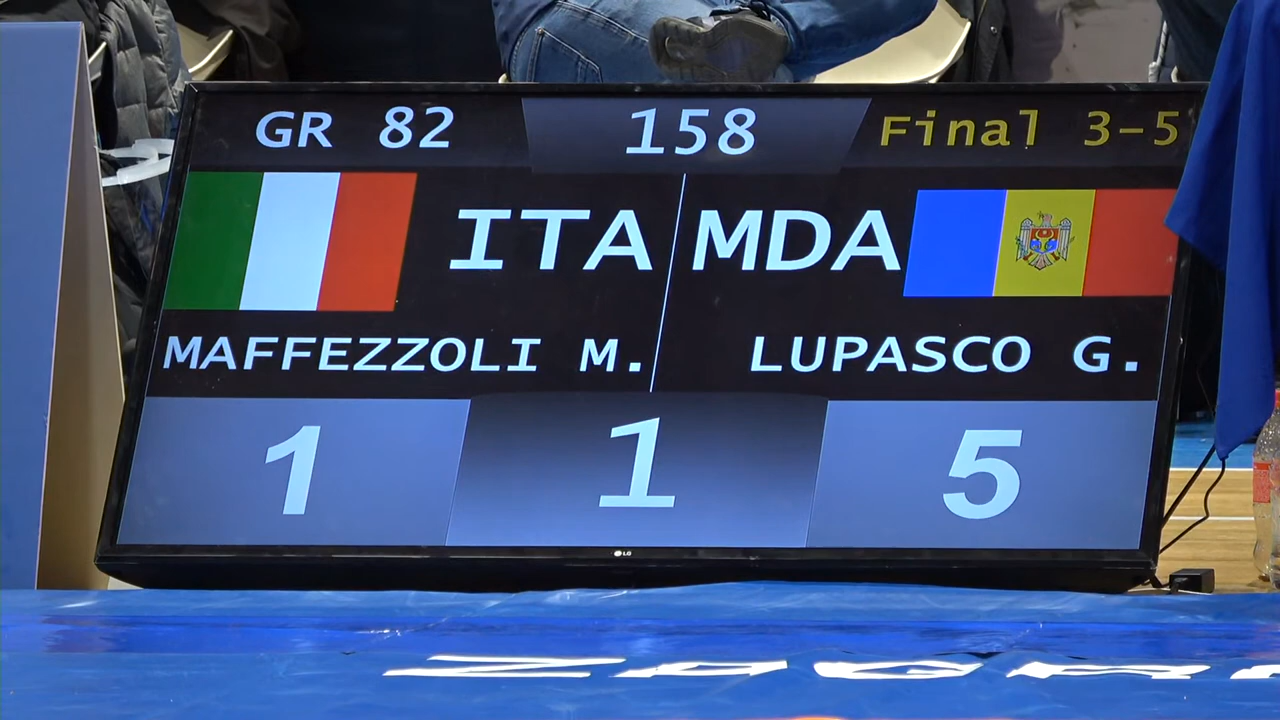 GR 82 158 Final 3-5
ITA MDA
MAFFEZZOLI M. LUPASCO G.
1 1 5
LG